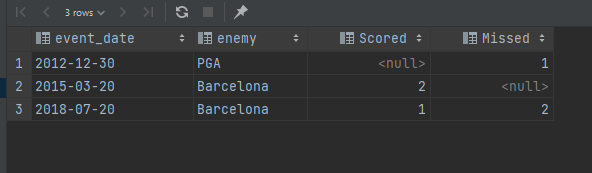 3 rows
event_date enemy Scored Missed
1 2012-12-30 PGA <null> 1
2 2015-03-20 Barcelona 2 <null>
3 2018-07-20 Barcelona 1 2